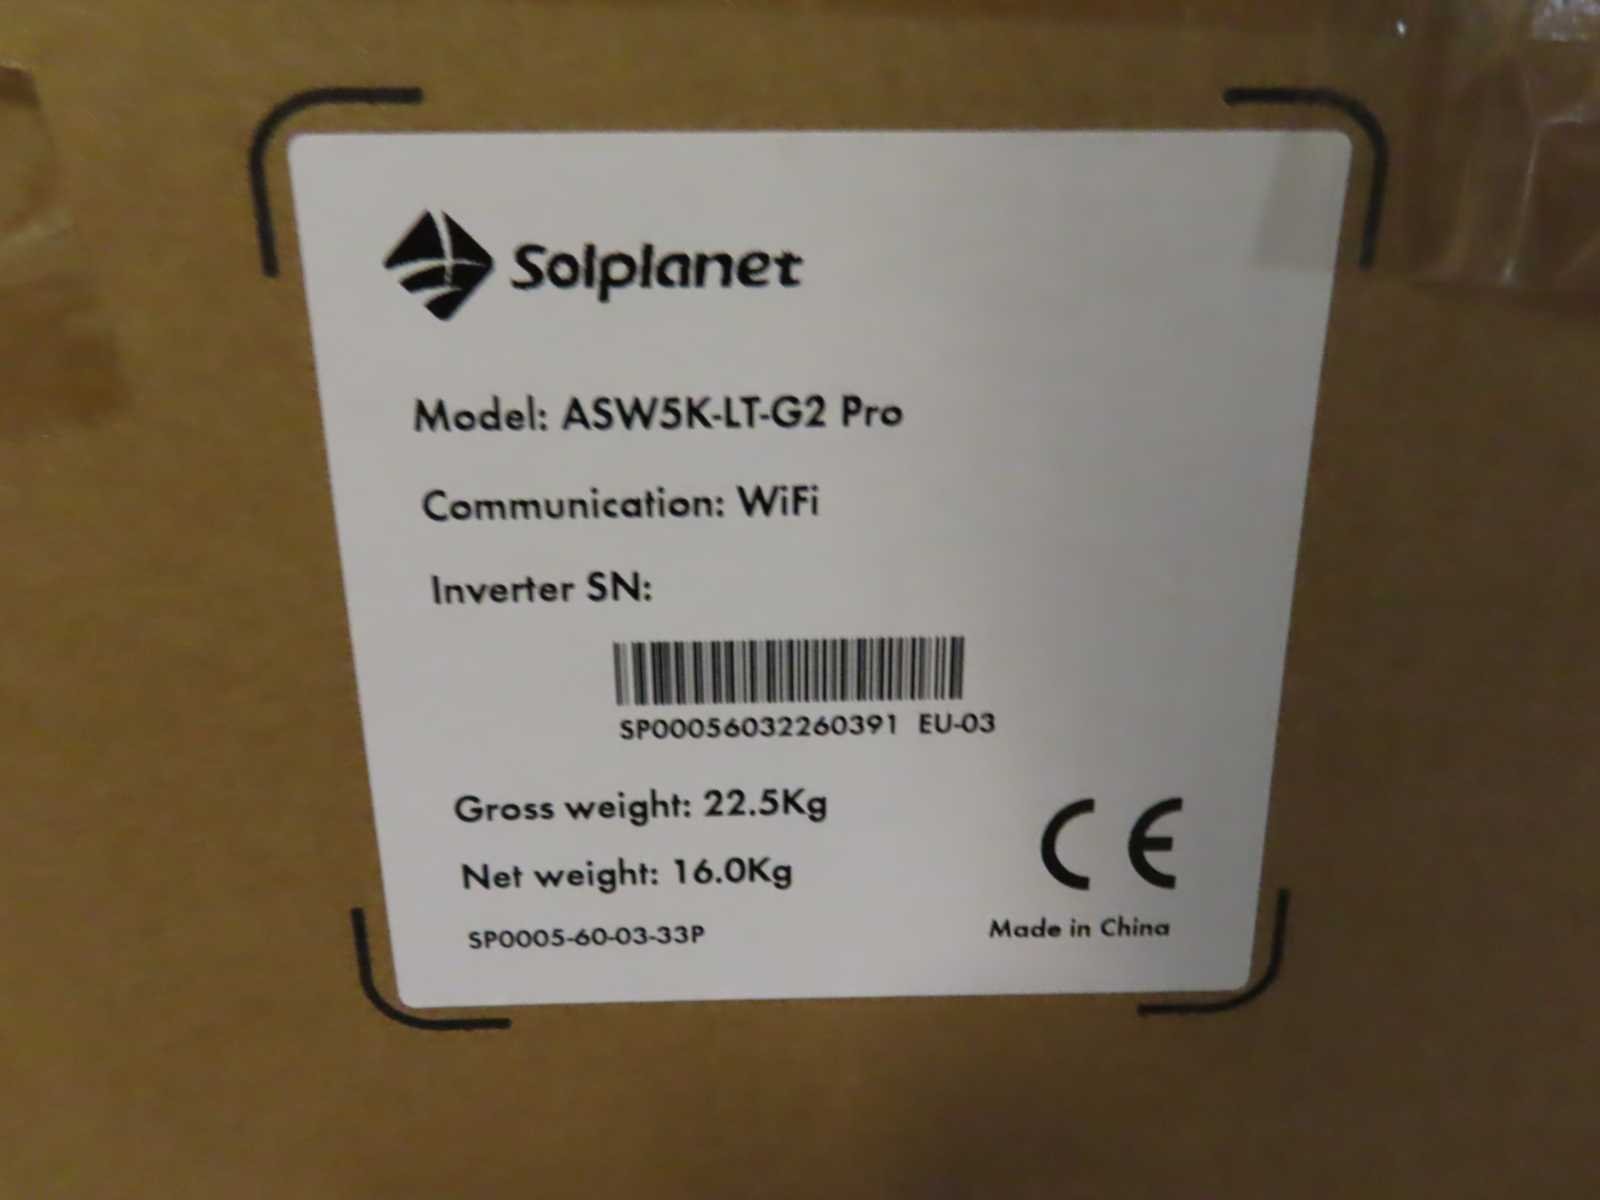 Solplanet
Model: ASW5K-LT-G2 Pro
Communication: WiFi
Inverter SN:
SP00056032260391 EU-03
Gross weight: 22.5Kg
Net weight: 16.0Kg
SP0005-60-03-33P
CE
Made in China